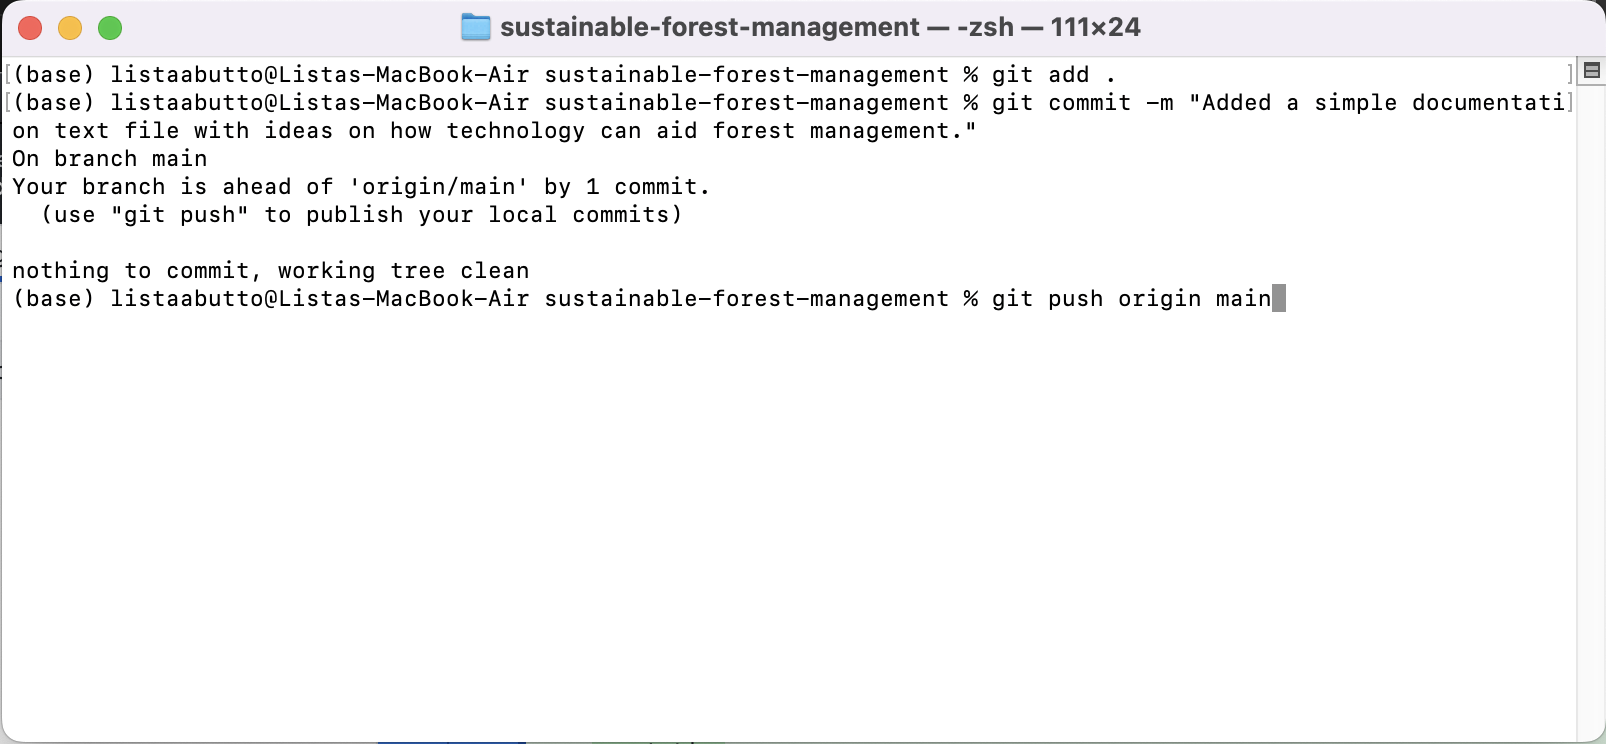 sustainable-forest-management — -zsh — 111×24
(base) listaabutto@Listas-MacBook-Air sustainable-forest-management % git add .
(base) listaabutto@Listas-MacBook-Air sustainable-forest-management % git commit -m "Added a simple documentati
on text file with ideas on how technology can aid forest management."
On branch main
Your branch is ahead of 'origin/main' by 1 commit.
  (use "git push" to publish your local commits)
nothing to commit, working tree clean
(base) listaabutto@Listas-MacBook-Air sustainable-forest-management % git push origin main